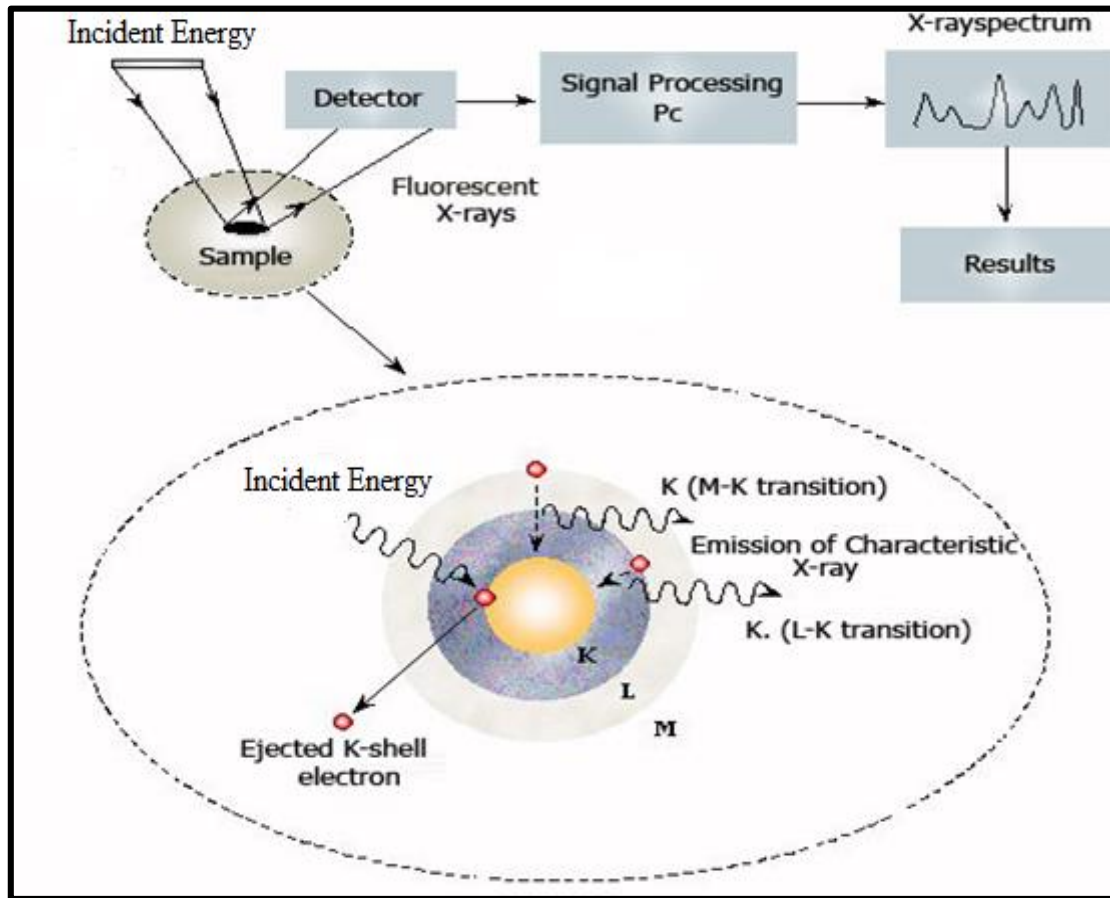 Incident Energy
X-rayspectrum
Detector
Signal Processing
Pc
Fluorescent
X-rays
Sample
Results
Incident Energy
K (M-K transition)
Emission of Characteristic
X-ray
K. (L-K transition)
K
L
M
Ejected K-shell
electron